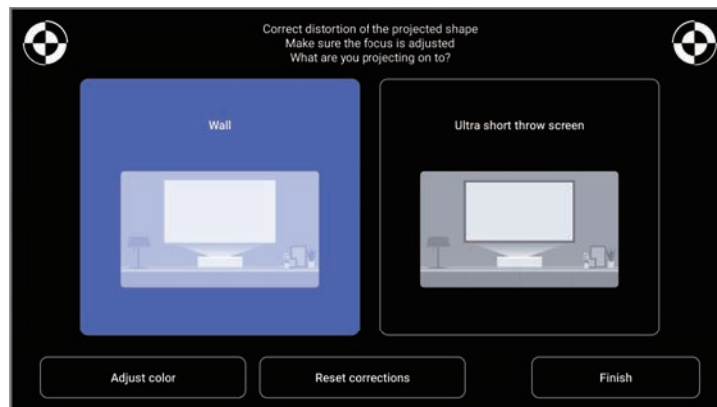 Correct distortion of the projected shape
Make sure the focus is adjusted
What are you projecting on to?
Wall
Ultra short throw screen
Adjust color
Reset corrections
Finish